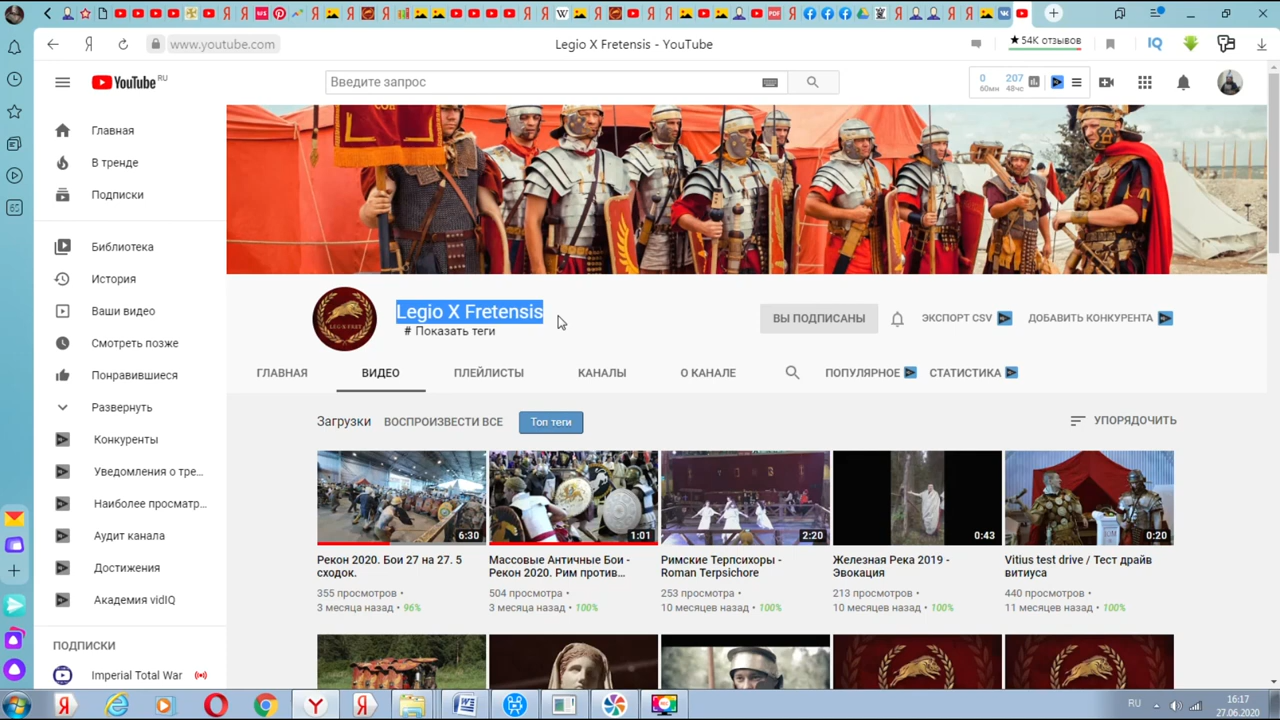 www.youtube.com
Legio X Fretensis - YouTube
★54K отзывов
IQ
YouTube RU
Введите запрос
0 207
60мн 48чс
Главная
В тренде
Подписки
Библиотека
История
Ваши видео
Смотреть позже
Понравившиеся
Развернуть
Конкуренты
Уведомления о тре...
Наиболее просматр...
Аудит канала
Достижения
Академия vidIQ
ПОДПИСКИ
Imperial Total War
Legio X Fretensis
# Показать теги
ВЫ ПОДПИСАНЫ
ЭКСПОРТ CSV
ДОБАВИТЬ КОНКУРЕНТА
ГЛАВНАЯ
ВИДЕО
ПЛЕЙЛИСТЫ
КАНАЛЫ
О КАНАЛЕ
ПОПУЛЯРНОЕ
СТАТИСТИКА
Загрузки
ВОСПРОИЗВЕСТИ ВСЕ
Топ теги
УПОРЯДОЧИТЬ
6:30
Рекон 2020. Бои 27 на 27. 5
сходок.
355 просмотров •
3 месяца назад • 96%
1:01
Массовые Античные Бои -
Рекон 2020. Рим против...
504 просмотра •
3 месяца назад • 100%
2:20
Римские Терпсихоры -
Roman Terpsichore
253 просмотра •
10 месяцев назад • 100%
0:43
Железная Река 2019 -
Эвокация
213 просмотров •
10 месяцев назад • 100%
0:20
Vitius test drive / Тест драйв
витиуса
440 просмотров •
11 месяцев назад • 100%
RU
16:17
27.06.2020